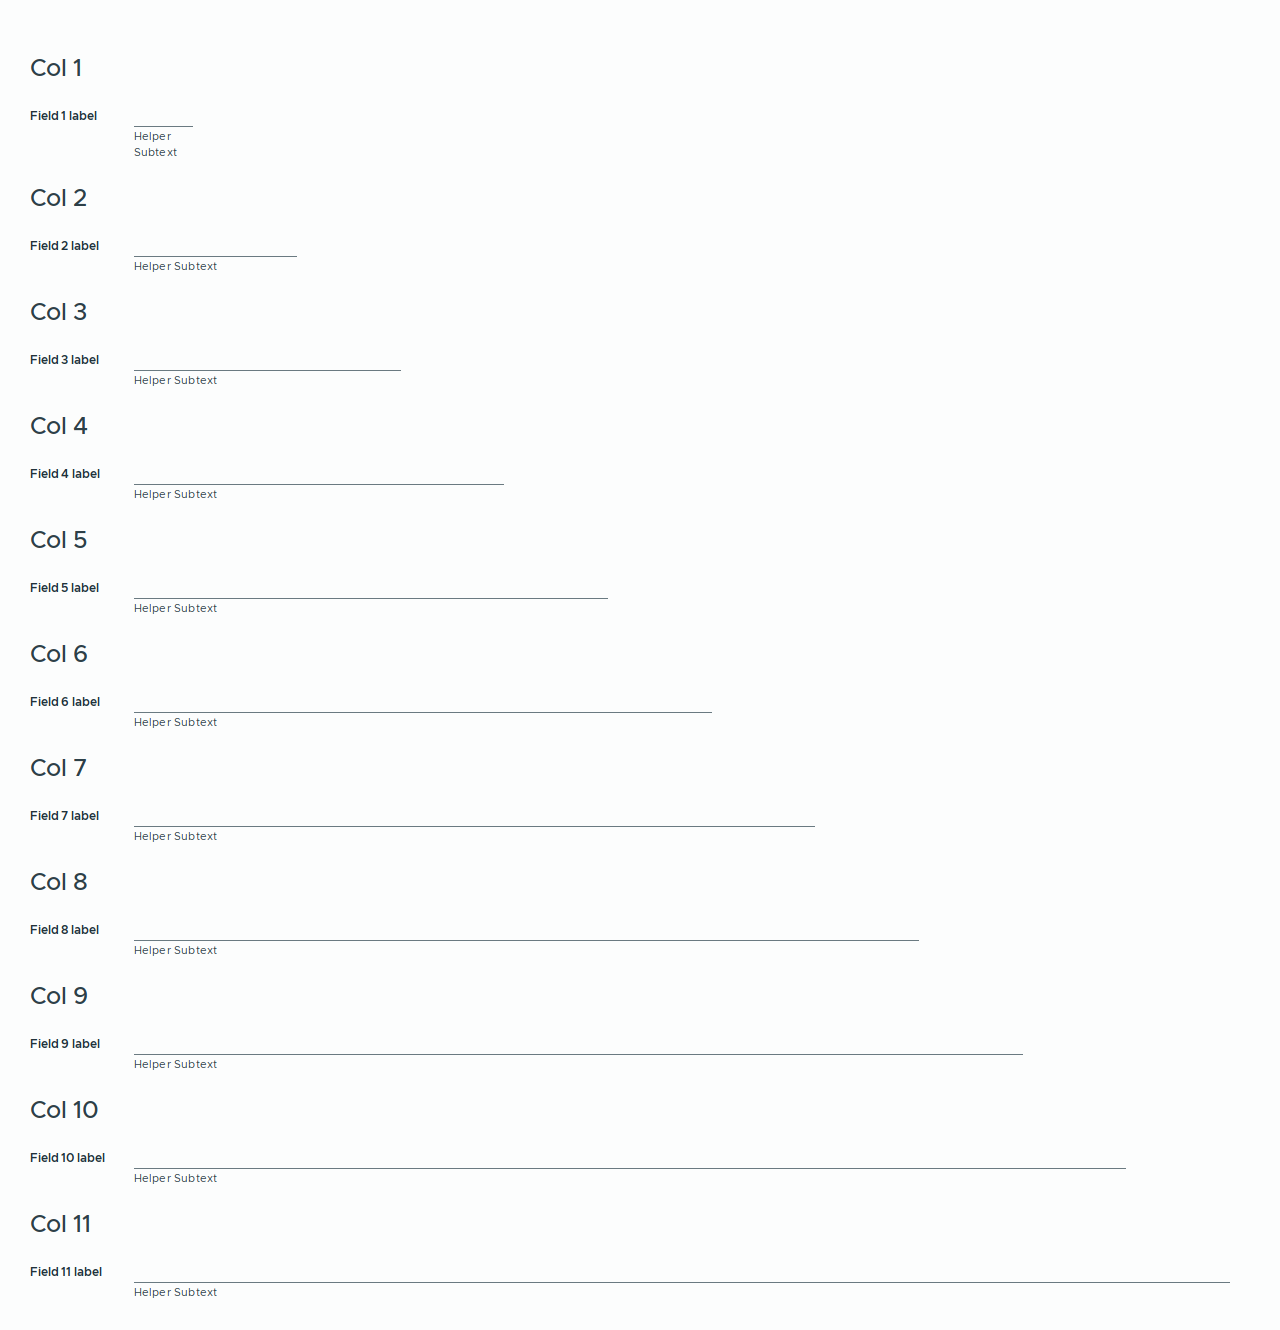 Col 1
Field 1 label
Helper
Subtext
Col 2
Field 2 label
Helper Subtext
Col 3
Field 3 label
Helper Subtext
Col 4
Field 4 label
Helper Subtext
Col 5
Field 5 label
Helper Subtext
Col 6
Field 6 label
Helper Subtext
Col 7
Field 7 label
Helper Subtext
Col 8
Field 8 label
Helper Subtext
Col 9
Field 9 label
Helper Subtext
Col 10
Field 10 label
Helper Subtext
Col 11
Field 11 label
Helper Subtext